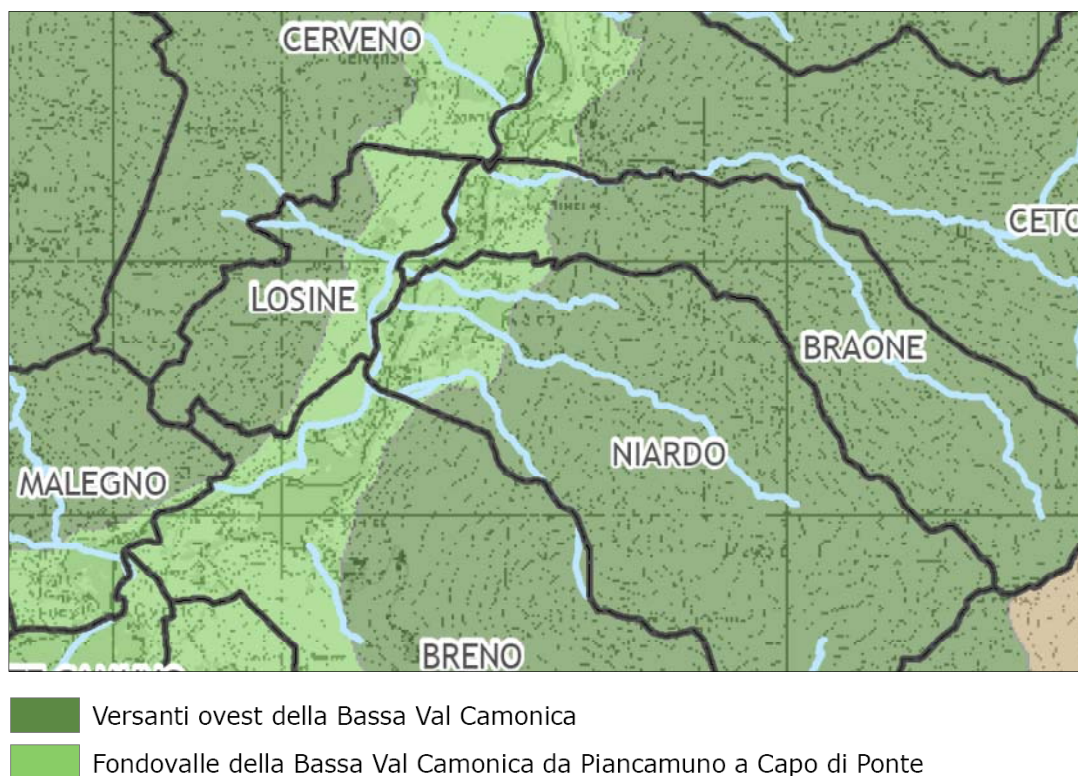 CERVENO
CETO
LOSINE
BRAONE
NIARDO
MALEGNO
BRENO
Versanti ovest della Bassa Val Camonica
Fondovalle della Bassa Val Camonica da Piancamuno a Capo di Ponte